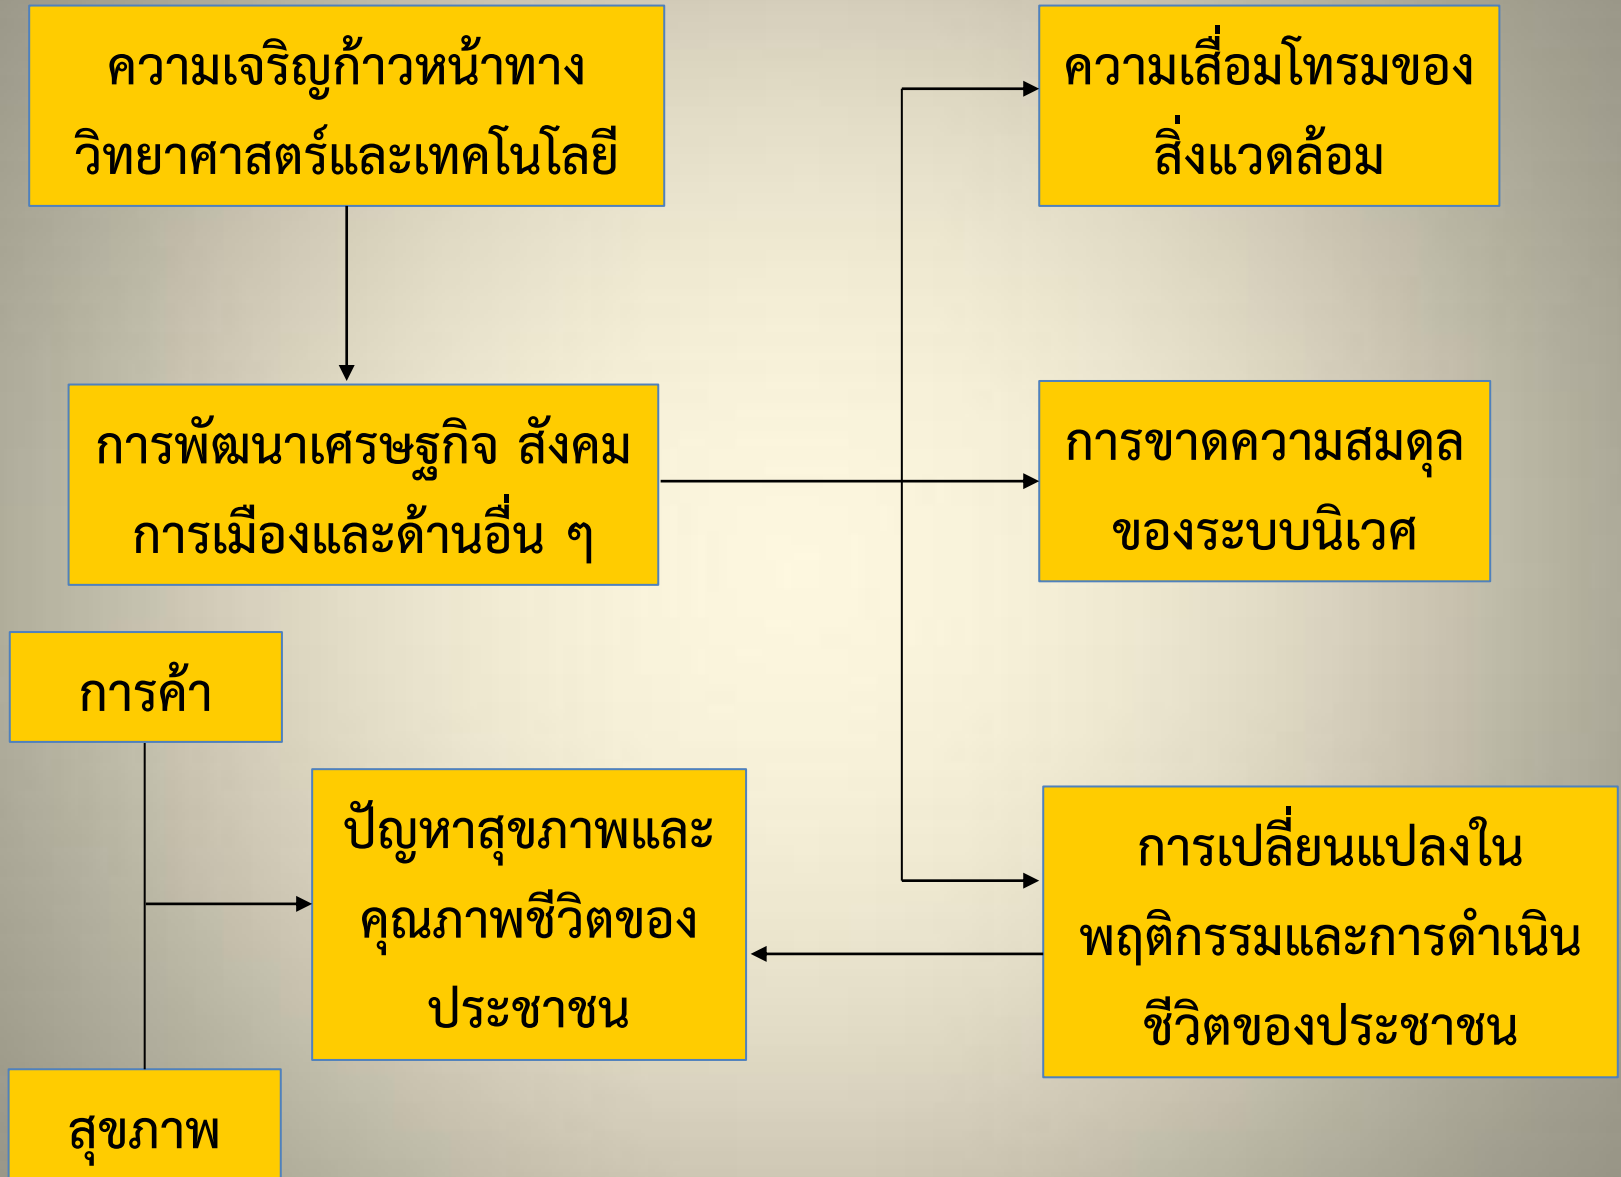 ความเจริญก้าวหน้าทาง
วิทยาศาสตร์และเทคโนโลยี
ความเสื่อมโทรมของ
สิ่งแวดล้อม
การพัฒนาเศรษฐกิจ สังคม
การเมืองและด้านอื่น ๆ
การขาดความสมดุล
ของระบบนิเวศ
การค้า
ปัญหาสุขภาพและ
คุณภาพชีวิตของ
ประชาชน
การเปลี่ยนแปลงใน
พฤติกรรมและการดำเนิน
ชีวิตของประชาชน
สุขภาพ